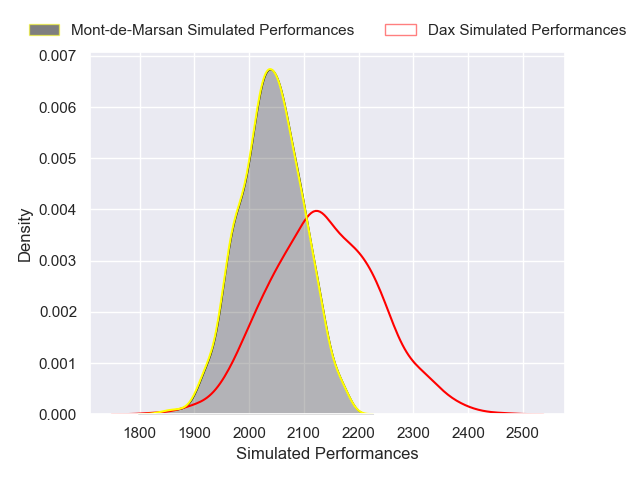 Mont-de-Marsan Simulated Performances
Dax Simulated Performances
0.007
0.006
0.005
0.004
0.003
0.002
0.001
0.000
Density
1800 1900 2000 2100 2200 2300 2400 2500
Simulated Performances